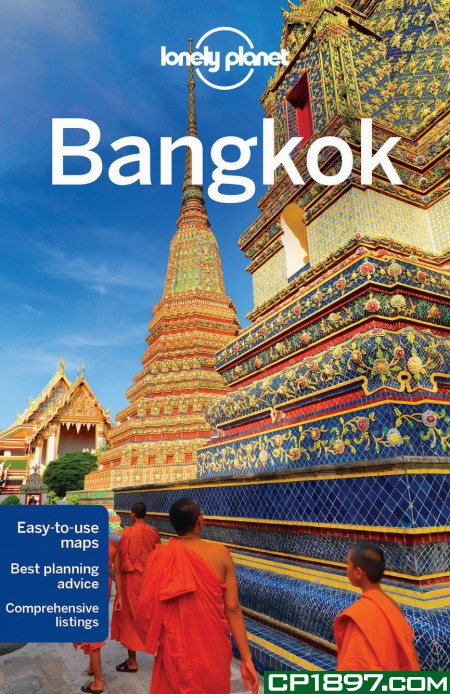 lonely planet
Bangkok
Easy-to-use
maps
Best planning
advice
Comprehensive
listings
CP1897.COM